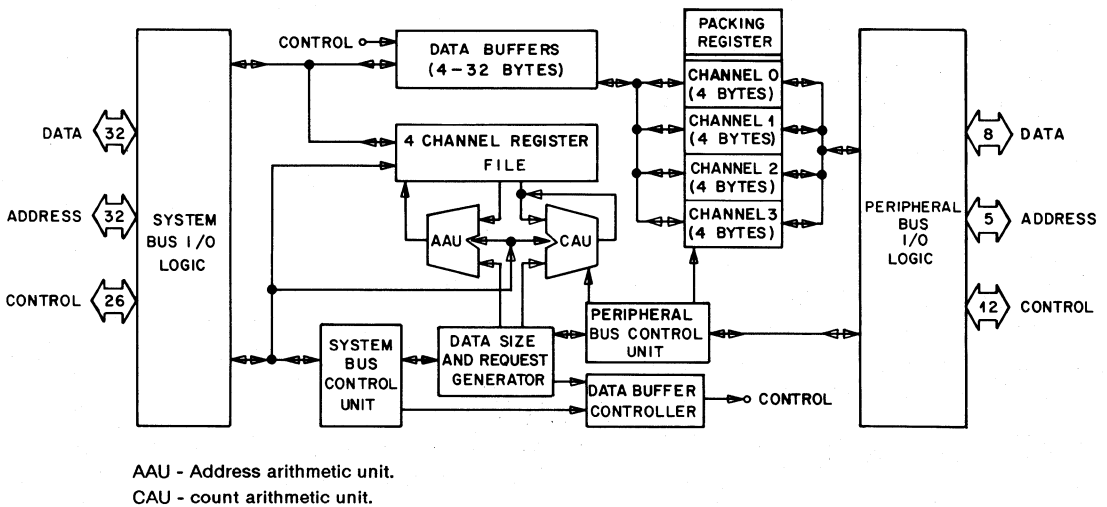 CONTROL
DATA BUFFERS
(4-32 BYTES)
PACKING
REGISTER
CHANNEL 0
(4 BYTES)
CHANNEL 1
(4 BYTES)
CHANNEL 2
(4 BYTES)
CHANNEL 3
(4 BYTES)
DATA 32
ADDRESS 32
CONTROL 26
SYSTEM
BUS I/O
LOGIC
4 CHANNEL REGISTER
FILE
AAU
CAU
PERIPHERAL
BUS
I/O
LOGIC
8 DATA
5 ADDRESS
12 CONTROL
SYSTEM
BUS
CONTROL
UNIT
DATA SIZE
AND REQUEST
GENERATOR
PERIPHERAL
BUS CONTROL
UNIT
DATA BUFFER
CONTROLLER
CONTROL
AAU - Address arithmetic unit.
CAU - count arithmetic unit.